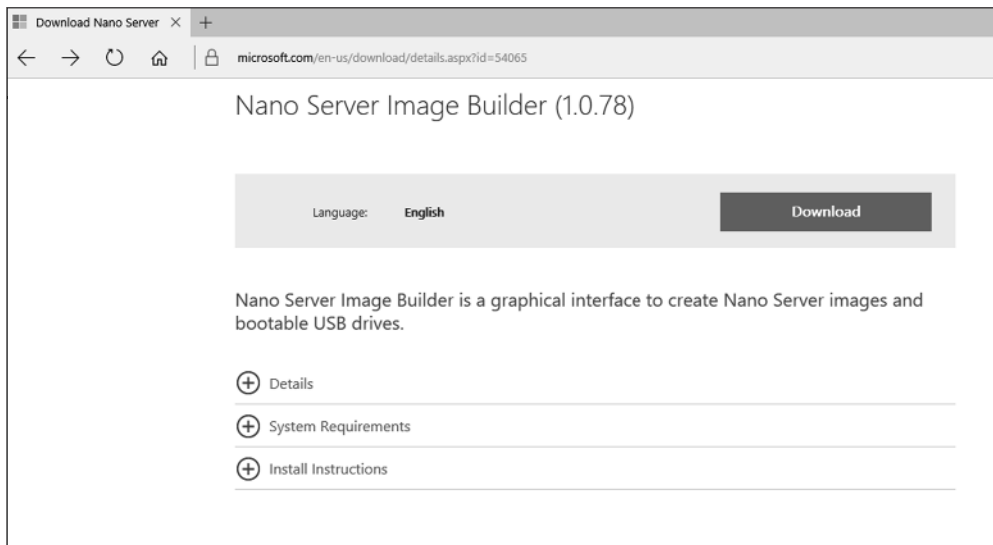 Download Nano Server
microsoft.com/en-us/download/details.aspx?id=54065
Nano Server Image Builder (1.0.78)
Language: English Download
Nano Server Image Builder is a graphical interface to create Nano Server images and
bootable USB drives.
Details
System Requirements
Install Instructions